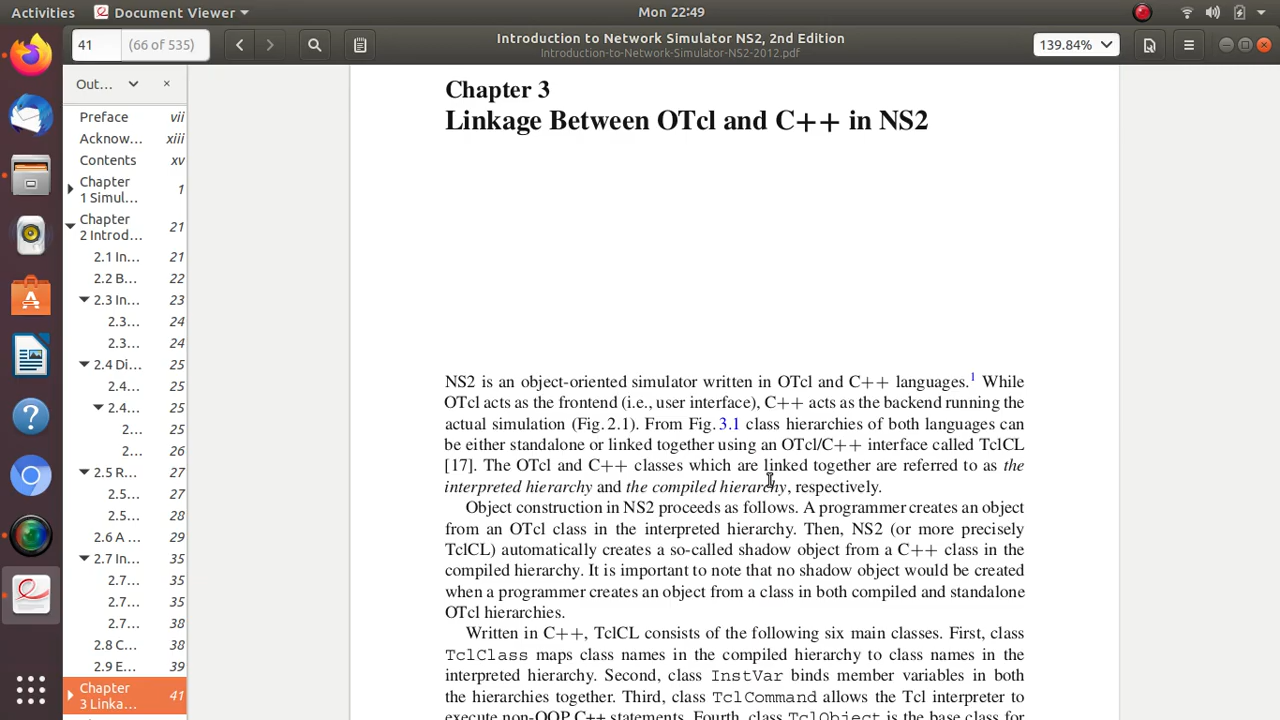 Activities
Document Viewer
Mon 22:49
41
(66 of 535)
Introduction to Network Simulator NS2, 2nd Edition
Introduction-to-Network-Simulator-NS2-2012.pdf
139.84%
Out...
Preface vii
Acknow... xiii
Contents xv
Chapter
1 Simul... 1
Chapter
2 Introd... 21
2.1 In... 21
2.2 B... 22
2.3 In... 23
2.3... 24
2.3... 24
2.4 Di... 25
2.4... 25
2.4... 25
2... 25
2... 26
2.5 R... 27
2.5... 27
2.5... 28
2.6 A ... 29
2.7 In... 35
2.7... 35
2.7... 35
2.7... 38
2.8 C... 38
2.9 E... 39
Chapter
3 Linka... 41
Chapter 3
Linkage Between OTcl and C++ in NS2
NS2 is an object-oriented simulator written in OTcl and C++ languages.1 While
OTcl acts as the frontend (i.e., user interface), C++ acts as the backend running the
actual simulation (Fig. 2.1). From Fig. 3.1 class hierarchies of both languages can
be either standalone or linked together using an OTcl/C++ interface called TclCL
[17]. The OTcl and C++ classes which are linked together are referred to as the
interpreted hierarchy and the compiled hierarchy, respectively.
Object construction in NS2 proceeds as follows. A programmer creates an object
from an OTcl class in the interpreted hierarchy. Then, NS2 (or more precisely
TclCL) automatically creates a so-called shadow object from a C++ class in the
compiled hierarchy. It is important to note that no shadow object would be created
when a programmer creates an object from a class in both compiled and standalone
OTcl hierarchies.
Written in C++, TclCL consists of the following six main classes. First, class
TclClass maps class names in the compiled hierarchy to class names in the
interpreted hierarchy. Second, class InstVar binds member variables in both
the hierarchies together. Third, class TclCommand allows the Tcl interpreter to
execute non-OOP C++ statements. Fourth, class TclObject is the base class for